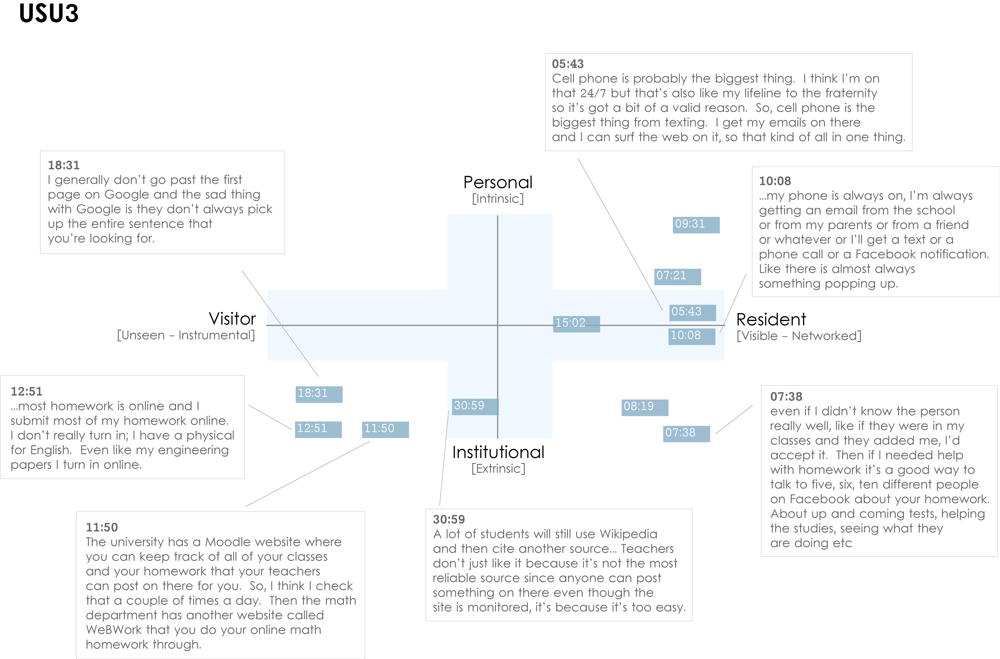 USU3
05:43
Cell phone is probably the biggest thing.  I think I'm on
that 24/7 but that's also like my lifeline to the fraternity
so it's got a bit of a valid reason.  So, cell phone is the
biggest thing from texting.  I get my emails on there
and I can surf the web on it, so that kind of all in one thing.
18:31
I generally don't go past the first
page on Google and the sad thing
with Google is they don't always pick
up the entire sentence that
you're looking for.
Personal
[Intrinsic]
10:08
...my phone is always on, I'm always
getting an email from the school
or from my parents or from a friend
or whatever or I'll get a text or a
phone call or a Facebook notification.
Like there is almost always
something popping up.
09:31
07:21
05:43
15:02
10:08
Visitor
[Unseen – Instrumental]
Resident
[Visible – Networked]
18:31
30:59
08:19
12:51
11:50
07:38
12:51
...most homework is online and I
submit most of my homework online.
I don't really turn in; I have a physical
for English.  Even like my engineering
papers I turn in online.
Institutional
[Extrinsic]
07:38
even if I didn't know the person
really well, like if they were in my
classes and they added me, I'd
accept it.  Then if I needed help
with homework it's a good way to
talk to five, six, ten different people
on Facebook about your homework.
About up and coming tests, helping
the studies, seeing what they
are doing etc
11:50
The university has a Moodle website where
you can keep track of all of your classes
and your homework that your teachers
can post on there for you.  So, I think I check
that a couple of times a day.  Then the math
department has another website called
WeBWork that you do your online math
homework through.
30:59
A lot of students will still use Wikipedia
and then cite another source... Teachers
don't just like it because it's not the most
reliable source since anyone can post
something on there even though the
site is monitored, it's because it's too easy.